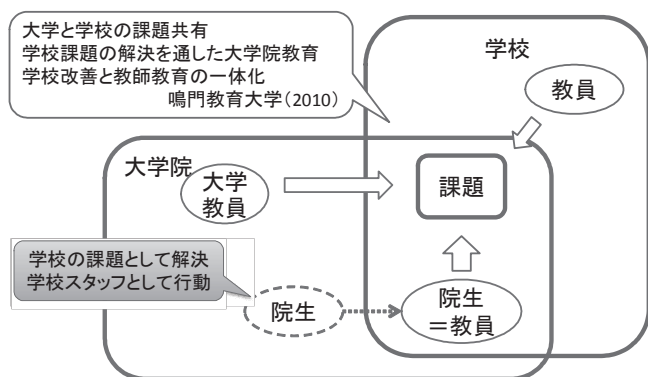 大学と学校の課題共有
学校課題の解決を通した大学院教育
学校改善と教師教育の一体化
鳴門教育大学(2010)
学校
教員
大学院
大学
教員
課題
学校の課題として解決
学校スタッフとして行動
院生
院生
＝教員